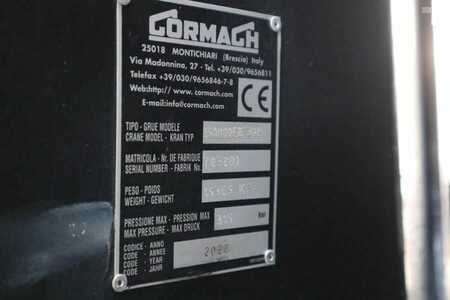 CORMACH
25018 MONTICHIARI (Brescia) Italy
Via Madonnina, 27 - Tel. +39/030/9656811
Telefax +39/030/9656846-7-8
Web:http//www.cormach.com
E-mail:info@cormach.com
CE
TIPO - GRUE MODELE
CRANE MODEL - KRAN TYP
MATRICOLA - Nr. DE FABRIQUE
SERIAL NUMBER - FABRIK No
PESO - POIDS
WEIGHT - GEWICHT
PRESSIONE MAX - PRESSION MAX bar
MAX PRESSURE - MAX DRUCK
CODICE - ANNO
CODE - ANNEE
CODE - YEAR
CODE - JAHR
2020